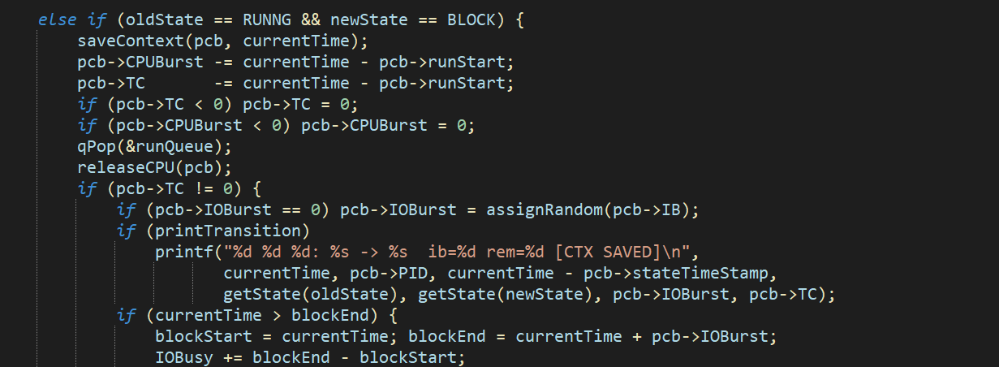 else if (oldState == RUNNG && newState == BLOCK) {
saveContext(pcb, currentTime);
pcb->CPUBurst -= currentTime - pcb->runStart;
pcb->TC       -= currentTime - pcb->runStart;
if (pcb->TC < 0) pcb->TC = 0;
if (pcb->CPUBurst < 0) pcb->CPUBurst = 0;
qPop(&runQueue);
releaseCPU(pcb);
if (pcb->TC != 0) {
if (pcb->IOBurst == 0) pcb->IOBurst = assignRandom(pcb->IB);
if (printTransition)
printf("%d %d %d: %s -> %s  ib=%d rem=%d [CTX SAVED]\n",
currentTime, pcb->PID, currentTime - pcb->stateTimeStamp,
getState(oldState), getState(newState), pcb->IOBurst, pcb->TC);
if (currentTime > blockEnd) {
blockStart = currentTime; blockEnd = currentTime + pcb->IOBurst;
IOBusy += blockEnd - blockStart;